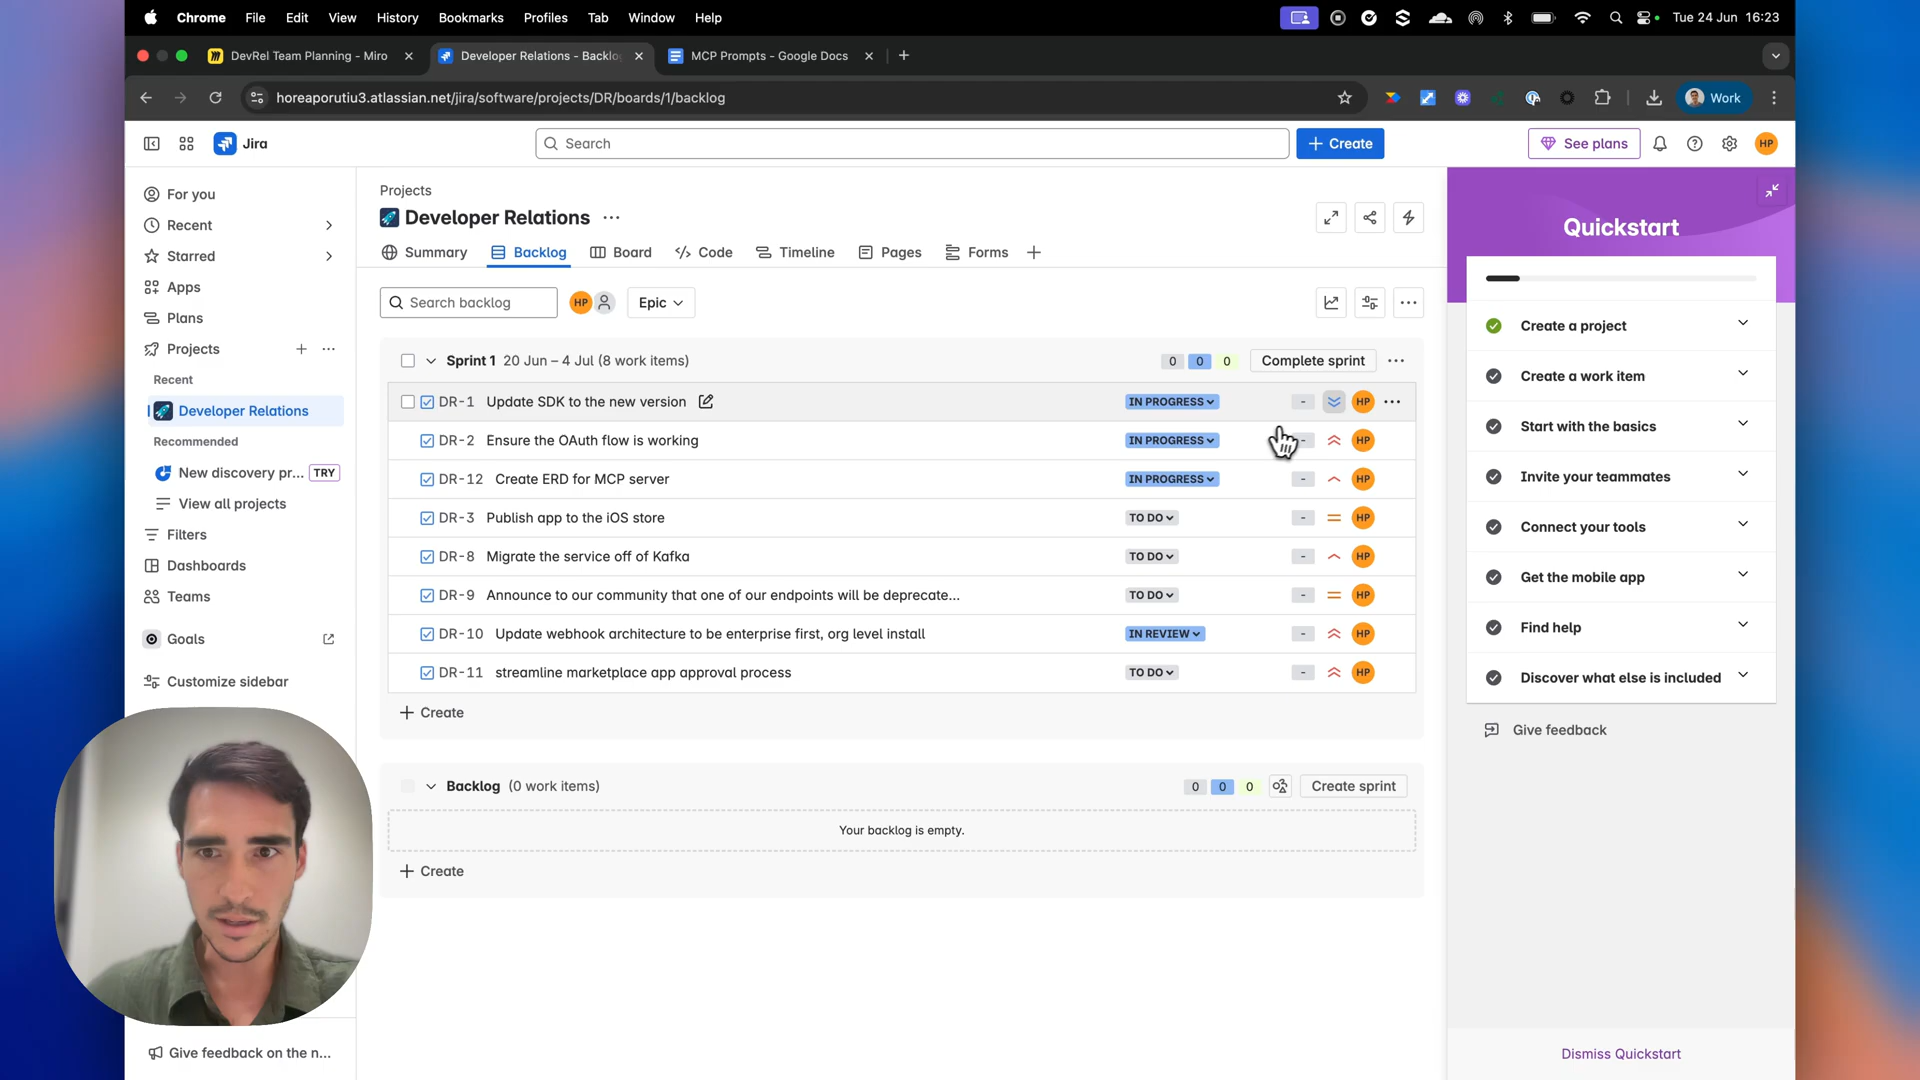 Chrome File Edit View History Bookmarks Profiles Tab Window Help Tue 24 Jun 16:23
DevRel Team Planning - Miro Developer Relations - Backlog MCP Prompts - Google Docs
horeaporutiu3.atlassian.net/jira/software/projects/DR/boards/1/backlog Work
Jira Search Create See plans HP
For you
Recent
Starred
Apps
Plans
Projects
Recent
Developer Relations
Recommended
New discovery pr... TRY
View all projects
Filters
Dashboards
Teams
Goals
Customize sidebar
Give feedback on the n...
Projects
Developer Relations
Summary Backlog Board Code Timeline Pages Forms
Search backlog HP Epic
Sprint 1 20 Jun – 4 Jul (8 work items) 0 0 0 Complete sprint
DR-1 Update SDK to the new version IN PROGRESS - HP
DR-2 Ensure the OAuth flow is working IN PROGRESS - HP
DR-12 Create ERD for MCP server IN PROGRESS - HP
DR-3 Publish app to the iOS store TO DO - HP
DR-8 Migrate the service off of Kafka TO DO - HP
DR-9 Announce to our community that one of our endpoints will be deprecate... TO DO - HP
DR-10 Update webhook architecture to be enterprise first, org level install IN REVIEW - HP
DR-11 streamline marketplace app approval process TO DO - HP
Create
Backlog (0 work items) 0 0 0 Create sprint
Your backlog is empty.
Create
Quickstart
Create a project
Create a work item
Start with the basics
Invite your teammates
Connect your tools
Get the mobile app
Find help
Discover what else is included
Give feedback
Dismiss Quickstart